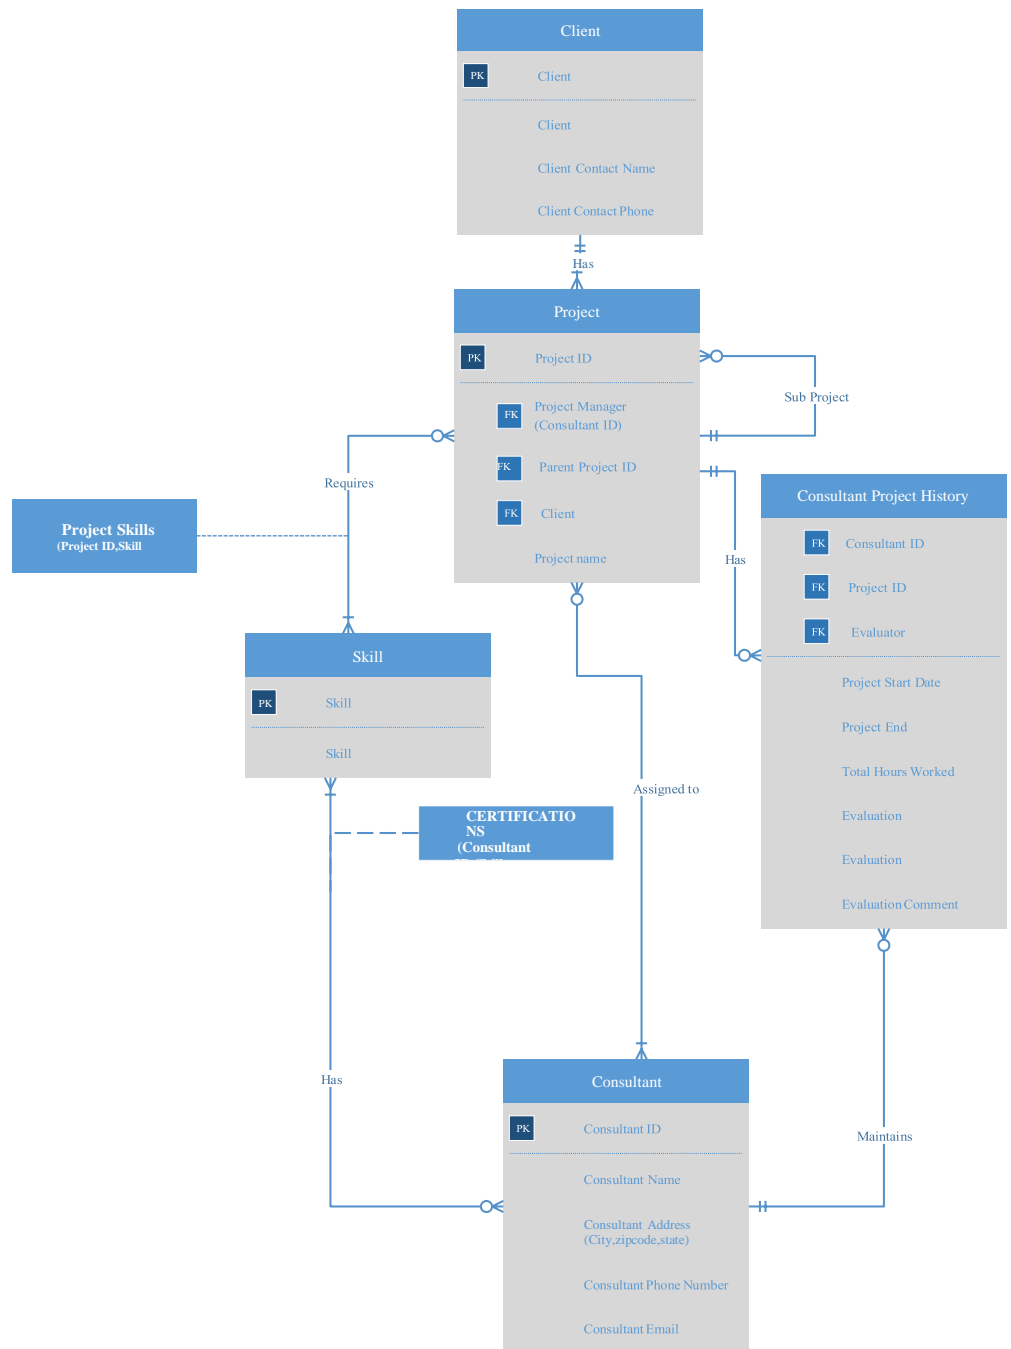 Client
PK
Client
Client
Client Contact Name
Client Contact Phone
Has
Project
PK
Project ID
FK
Project Manager
(Consultant ID)
FK
Parent Project ID
FK
Client
Project name
Sub Project
Requires
Project Skills
(Project ID,Skill
Has
Consultant Project History
FK
Consultant ID
FK
Project ID
FK
Evaluator
Project Start Date
Project End
Total Hours Worked
Evaluation
Evaluation
Evaluation Comment
Skill
PK
Skill
Skill
CERTIFICATIO
NS
(Consultant
Assigned to
Has
Maintains
Consultant
PK
Consultant ID
Consultant Name
Consultant Address
(City,zipcode,state)
Consultant Phone Number
Consultant Email